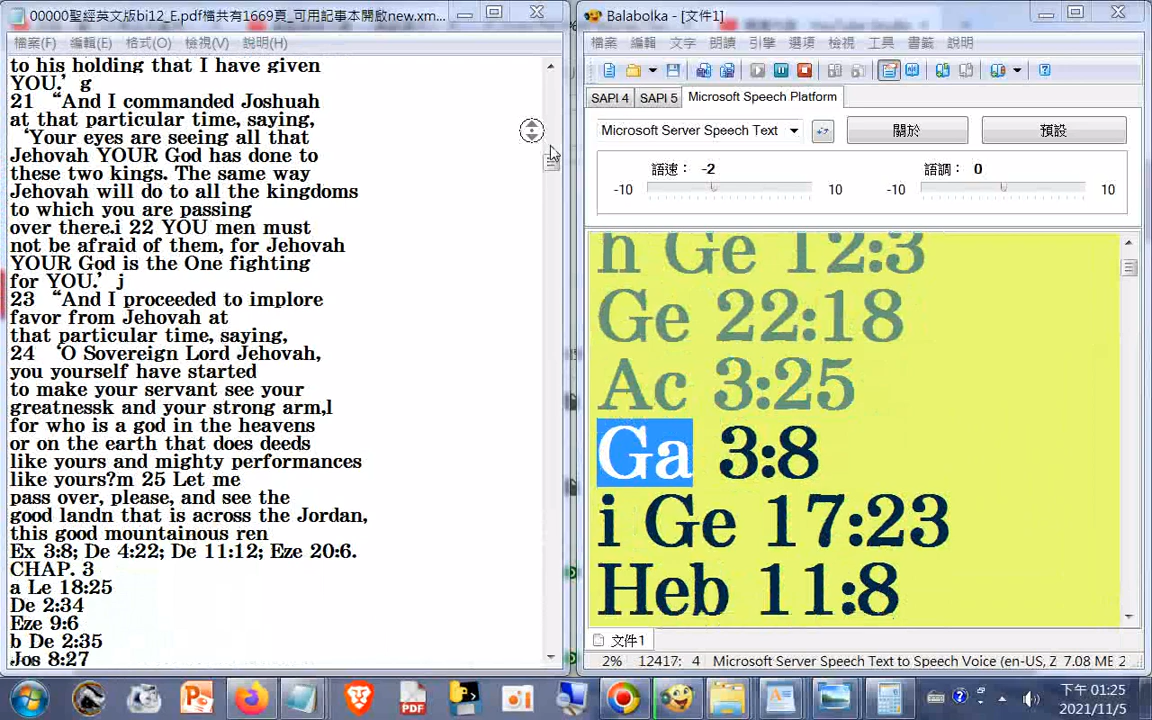 00000聖經英文版bi12_E.pdf檔共有1669頁_可用記事本開啟new.xm...
檔案(F) 編輯(E) 格式(O) 檢視(V) 說明(H)
to his holding that I have given
YOU.’ g
21 “And I commanded Joshuah
at that particular time, saying,
‘Your eyes are seeing all that
Jehovah YOUR God has done to
these two kings. The same way
Jehovah will do to all the kingdoms
to which you are passing
over there.i 22 YOU men must
not be afraid of them, for Jehovah
YOUR God is the One fighting
for YOU.’ j
23 “And I proceeded to implore
favor from Jehovah at
that particular time, saying,
24 ‘O Sovereign Lord Jehovah,
you yourself have started
to make your servant see your
greatnessk and your strong arm,l
for who is a god in the heavens
or on the earth that does deeds
like yours and mighty performances
like yours?m 25 Let me
pass over, please, and see the
good landn that is across the Jordan,
this good mountainous ren
Ex 3:8; De 4:22; De 11:12; Eze 20:6.
CHAP. 3
a Le 18:25
De 2:34
Eze 9:6
b De 2:35
Jos 8:27
Balabolka - [文件1]
檔案 編輯 文字 朗讀 引擎 選項 檢視 工具 書籤 說明
SAPI 4 SAPI 5 Microsoft Speech Platform
Microsoft Server Speech Text 關於 預設
語速： -2 語調： 0
-10 10 -10 10
n Ge 12:3
Ge 22:18
Ac 3:25
Ga 3:8
i Ge 17:23
Heb 11:8
文件1
2% 12417: 4 Microsoft Server Speech Text to Speech Voice (en-US, Z 7.08 MB 2
PDF
下午 01:25
2021/11/5